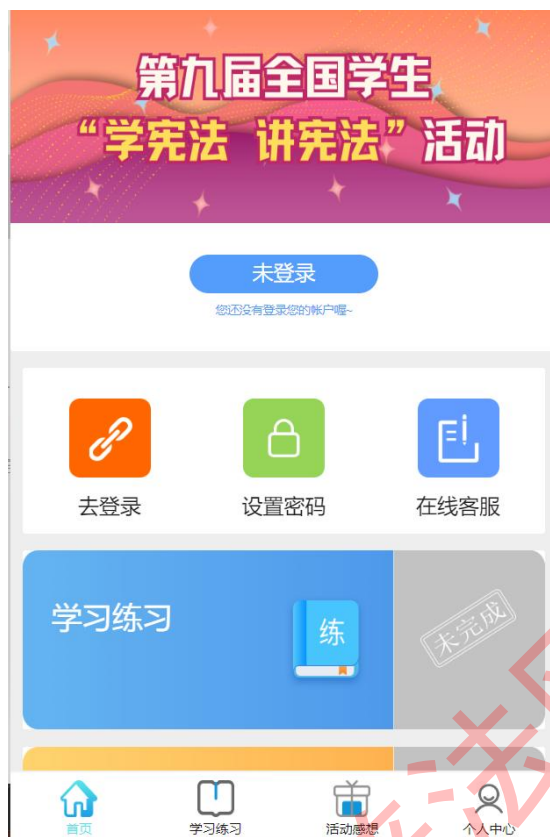 第九届全国学生
“学宪法 讲宪法”活动
未登录
您还没有登录您的帐户喔~
去登录
设置密码
在线客服
学习练习
练
未完成
首页
学习练习
活动感想
个人中心